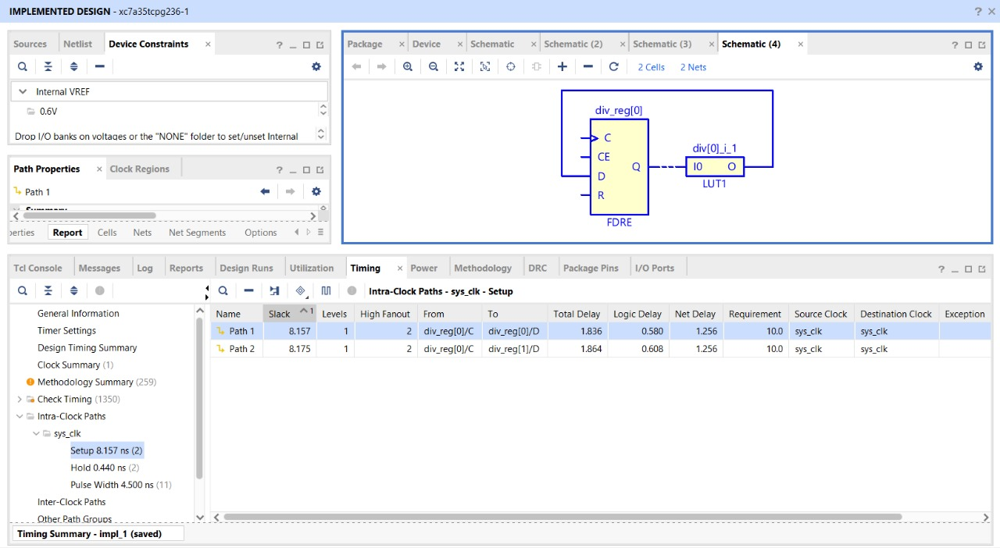 IMPLEMENTED DESIGN - xc7a35tcpg236-1
Sources Netlist Device Constraints
Internal VREF
0.6V
Drop I/O banks on voltages or the "NONE" folder to set/unset Internal
Path Properties Clock Regions
Path 1
Summary
erties Report Cells Nets Net Segments Options
Package Device Schematic Schematic (2) Schematic (3) Schematic (4)
2 Cells 2 Nets
div_reg[0]
C
CE
D
R
Q
FDRE
div[0]_i_1
I0 O
LUT1
Tcl Console Messages Log Reports Design Runs Utilization Timing Power Methodology DRC Package Pins I/O Ports
General Information
Timer Settings
Design Timing Summary
Clock Summary (1)
Methodology Summary (259)
Check Timing (1350)
Intra-Clock Paths
sys_clk
Setup 8.157 ns (2)
Hold 0.440 ns (2)
Pulse Width 4.500 ns (11)
Inter-Clock Paths
Other Path Groups
Intra-Clock Paths - sys_clk - Setup
Name Slack 1 Levels High Fanout From To Total Delay Logic Delay Net Delay Requirement Source Clock Destination Clock Exception
Path 1 8.157 1 2 div_reg[0]/C div_reg[0]/D 1.836 0.580 1.256 10.0 sys_clk sys_clk
Path 2 8.175 1 2 div_reg[0]/C div_reg[1]/D 1.864 0.608 1.256 10.0 sys_clk sys_clk
Timing Summary - impl_1 (saved)